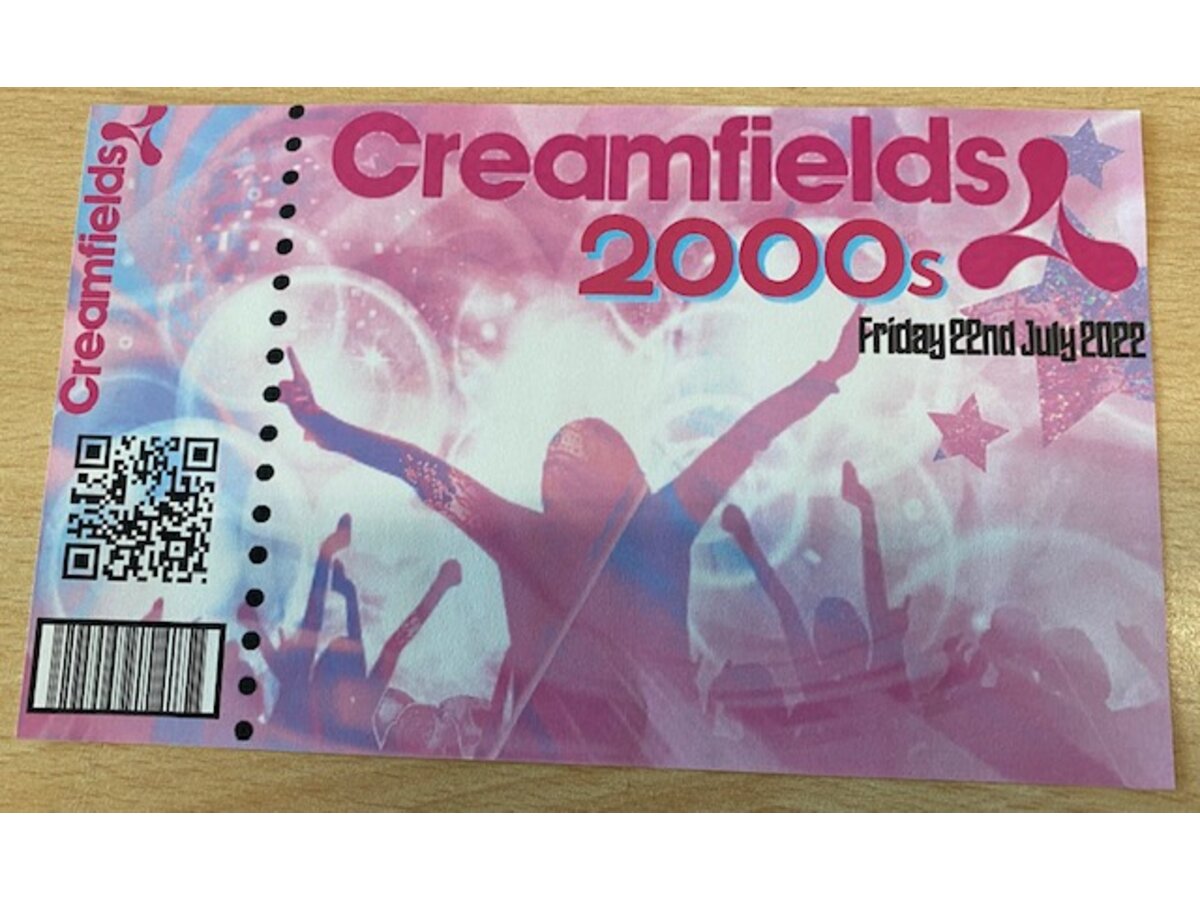 Creamfields
Creamfields
2000s
Friday 22nd July 2022